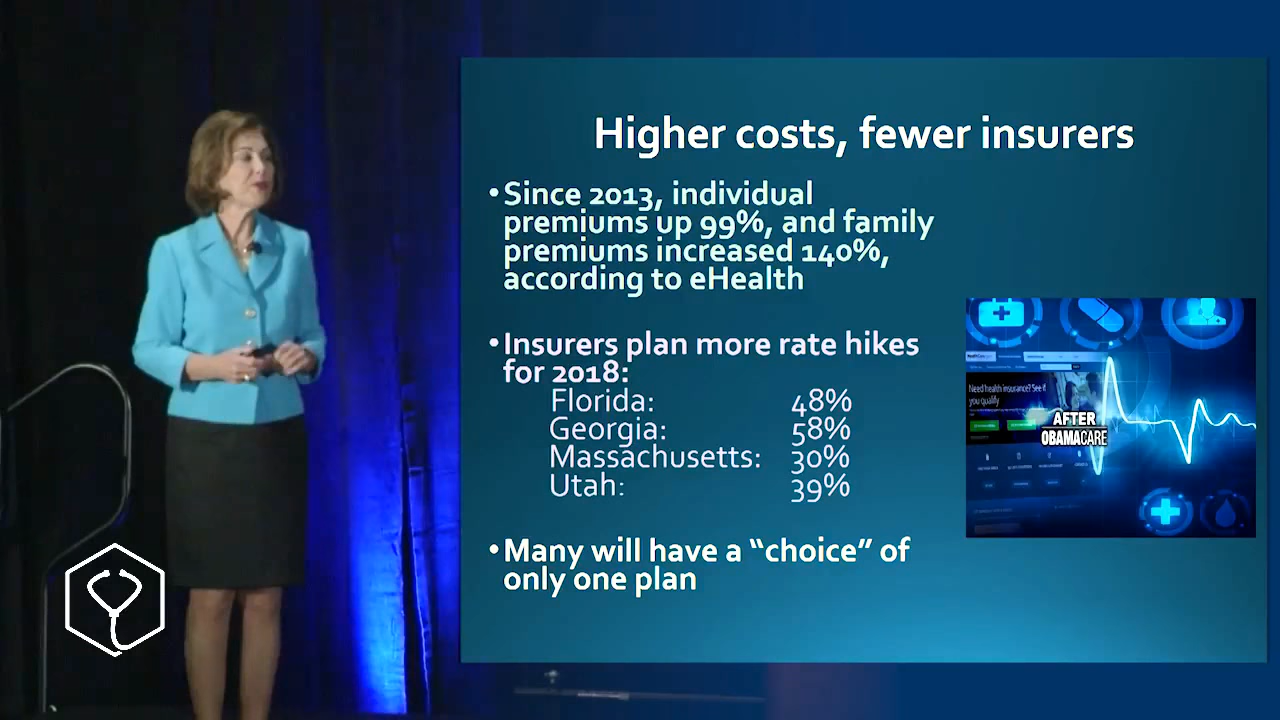 Higher costs, fewer insurers
•Since 2013, individual
premiums up 99%, and family
premiums increased 140%,
according to eHealth
•Insurers plan more rate hikes
for 2018:
Florida: 48%
Georgia: 58%
Massachusetts: 30%
Utah: 39%
•Many will have a “choice” of
only one plan
Need health insurance? See if
you qualify
AFTER
OBAMACARE